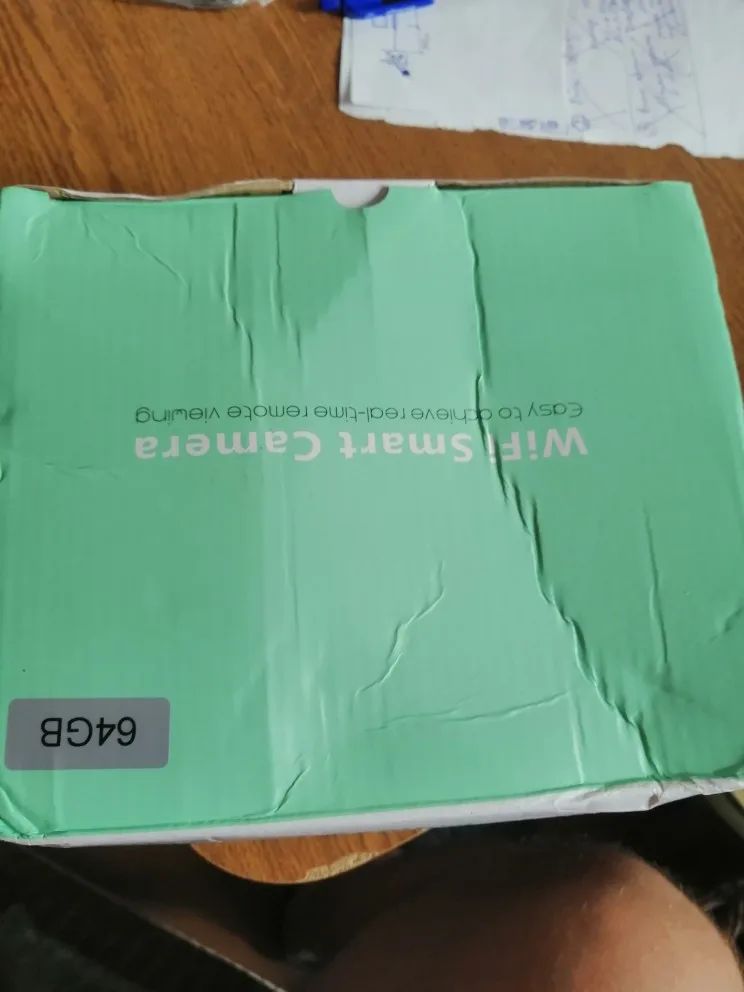 WiFi Smart Camera
Easy to achieve real-time remote viewing
64GB